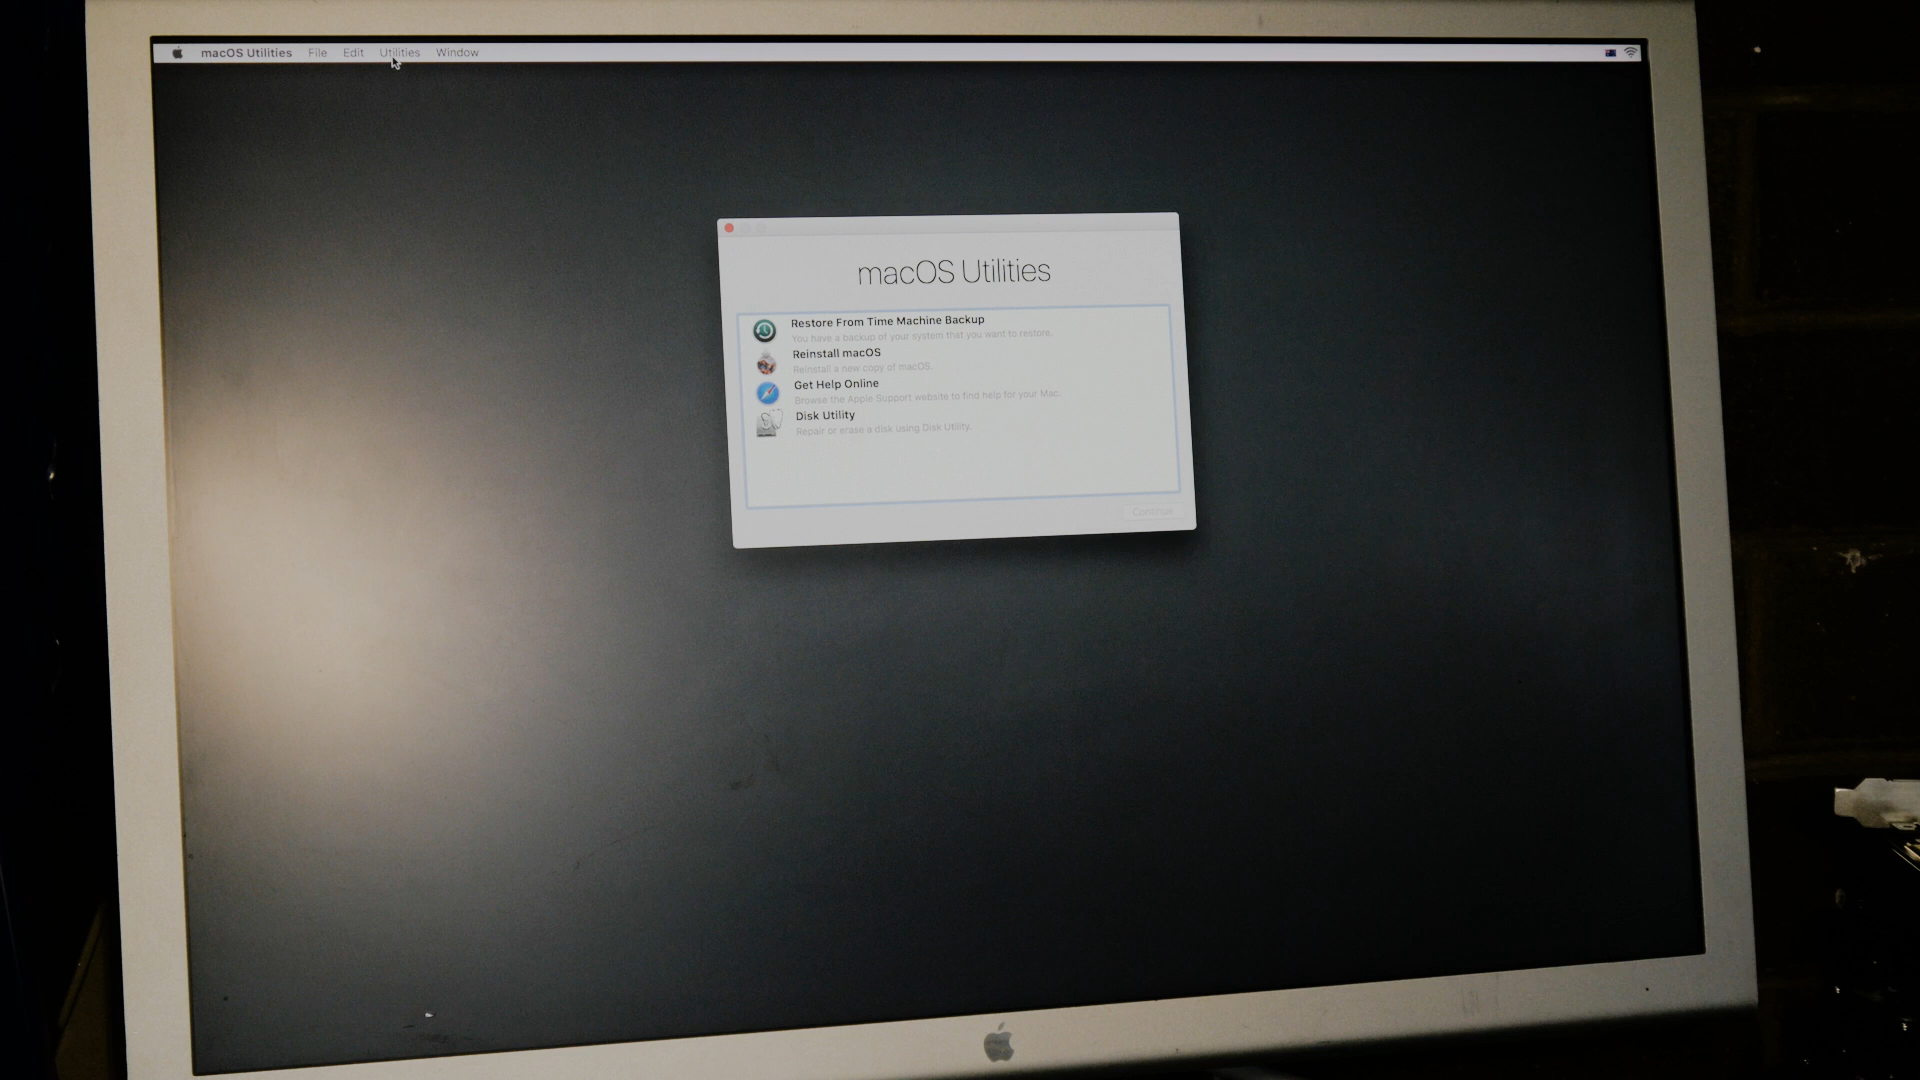 macOS Utilities File Edit Utilities Window
macOS Utilities
Restore From Time Machine Backup
You have a backup of your system that you want to restore.
Reinstall macOS
Reinstall a new copy of macOS.
Get Help Online
Browse the Apple Support website to find help for your Mac.
Disk Utility
Repair or erase a disk using Disk Utility.
Continue